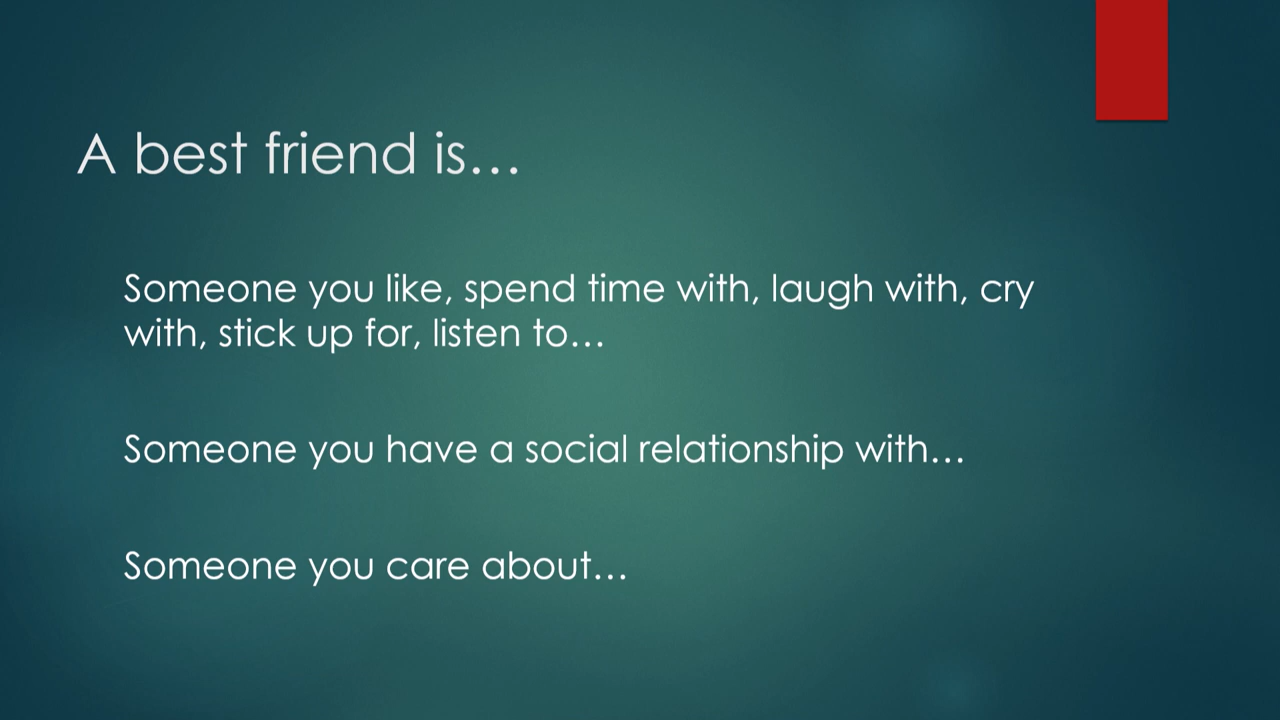 A best friend is…
Someone you like, spend time with, laugh with, cry
with, stick up for, listen to…
Someone you have a social relationship with…
Someone you care about…